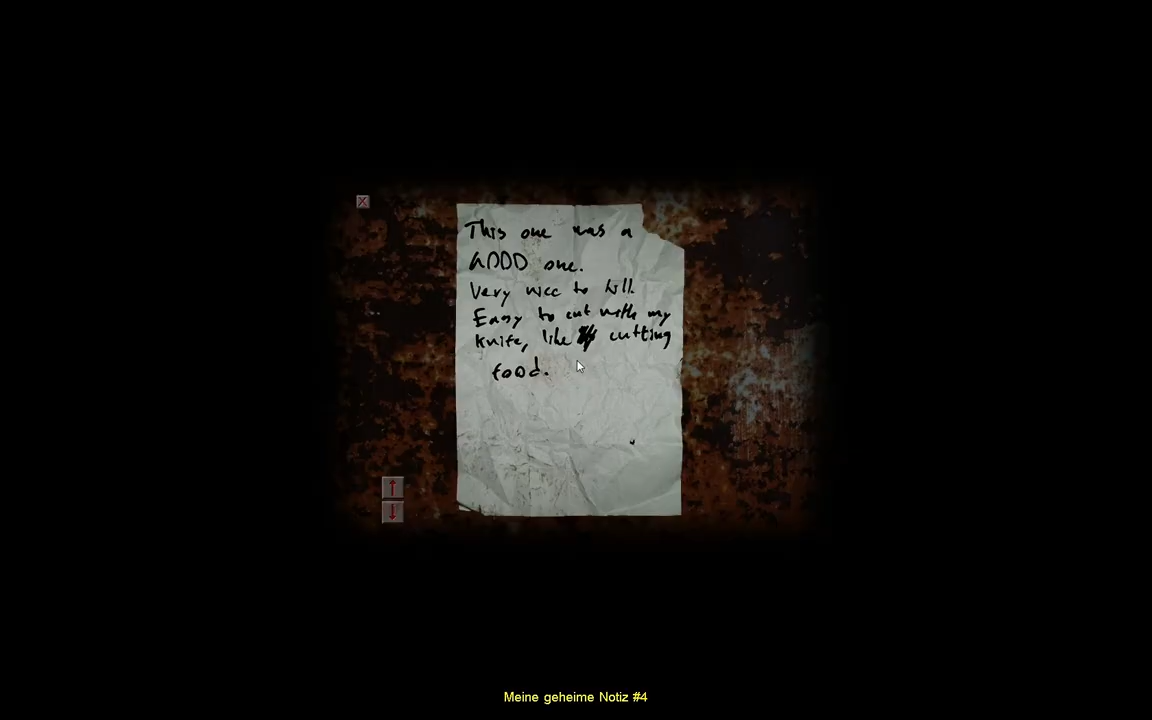 This one was a
GOOD one.
Very nice to kill.
Easy to cut with my
knife, like cutting
food.
Meine geheime Notiz #4